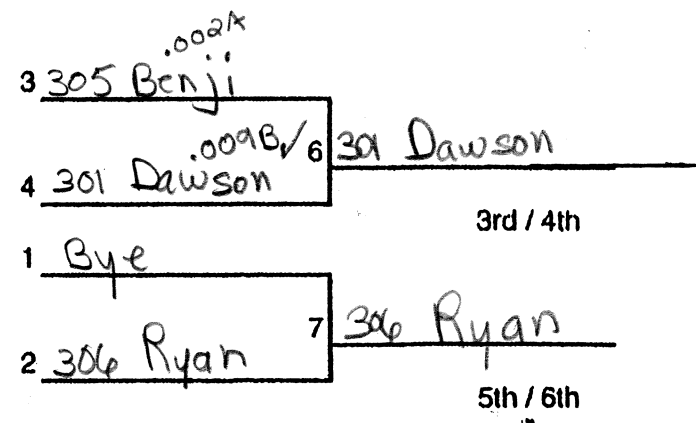 .002A
3 305 Benji
.009B✓ 6 301 Dawson
4 301 Dawson
3rd / 4th
1 Bye
7 306 Ryan
2 306 Ryan
5th / 6th